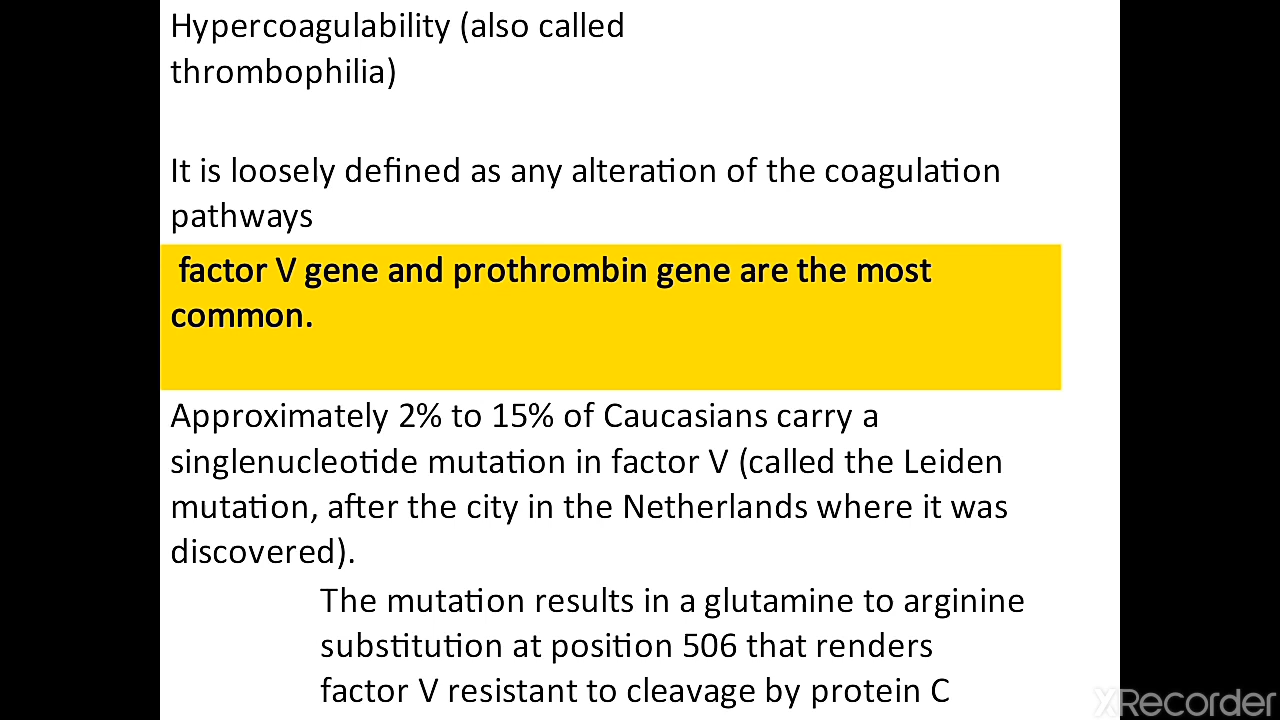 Hypercoagulability (also called
thrombophilia)
It is loosely defined as any alteration of the coagulation
pathways
factor V gene and prothrombin gene are the most
common.
Approximately 2% to 15% of Caucasians carry a
singlenucleotide mutation in factor V (called the Leiden
mutation, after the city in the Netherlands where it was
discovered).
The mutation results in a glutamine to arginine
substitution at position 506 that renders
factor V resistant to cleavage by protein C
XRecorder